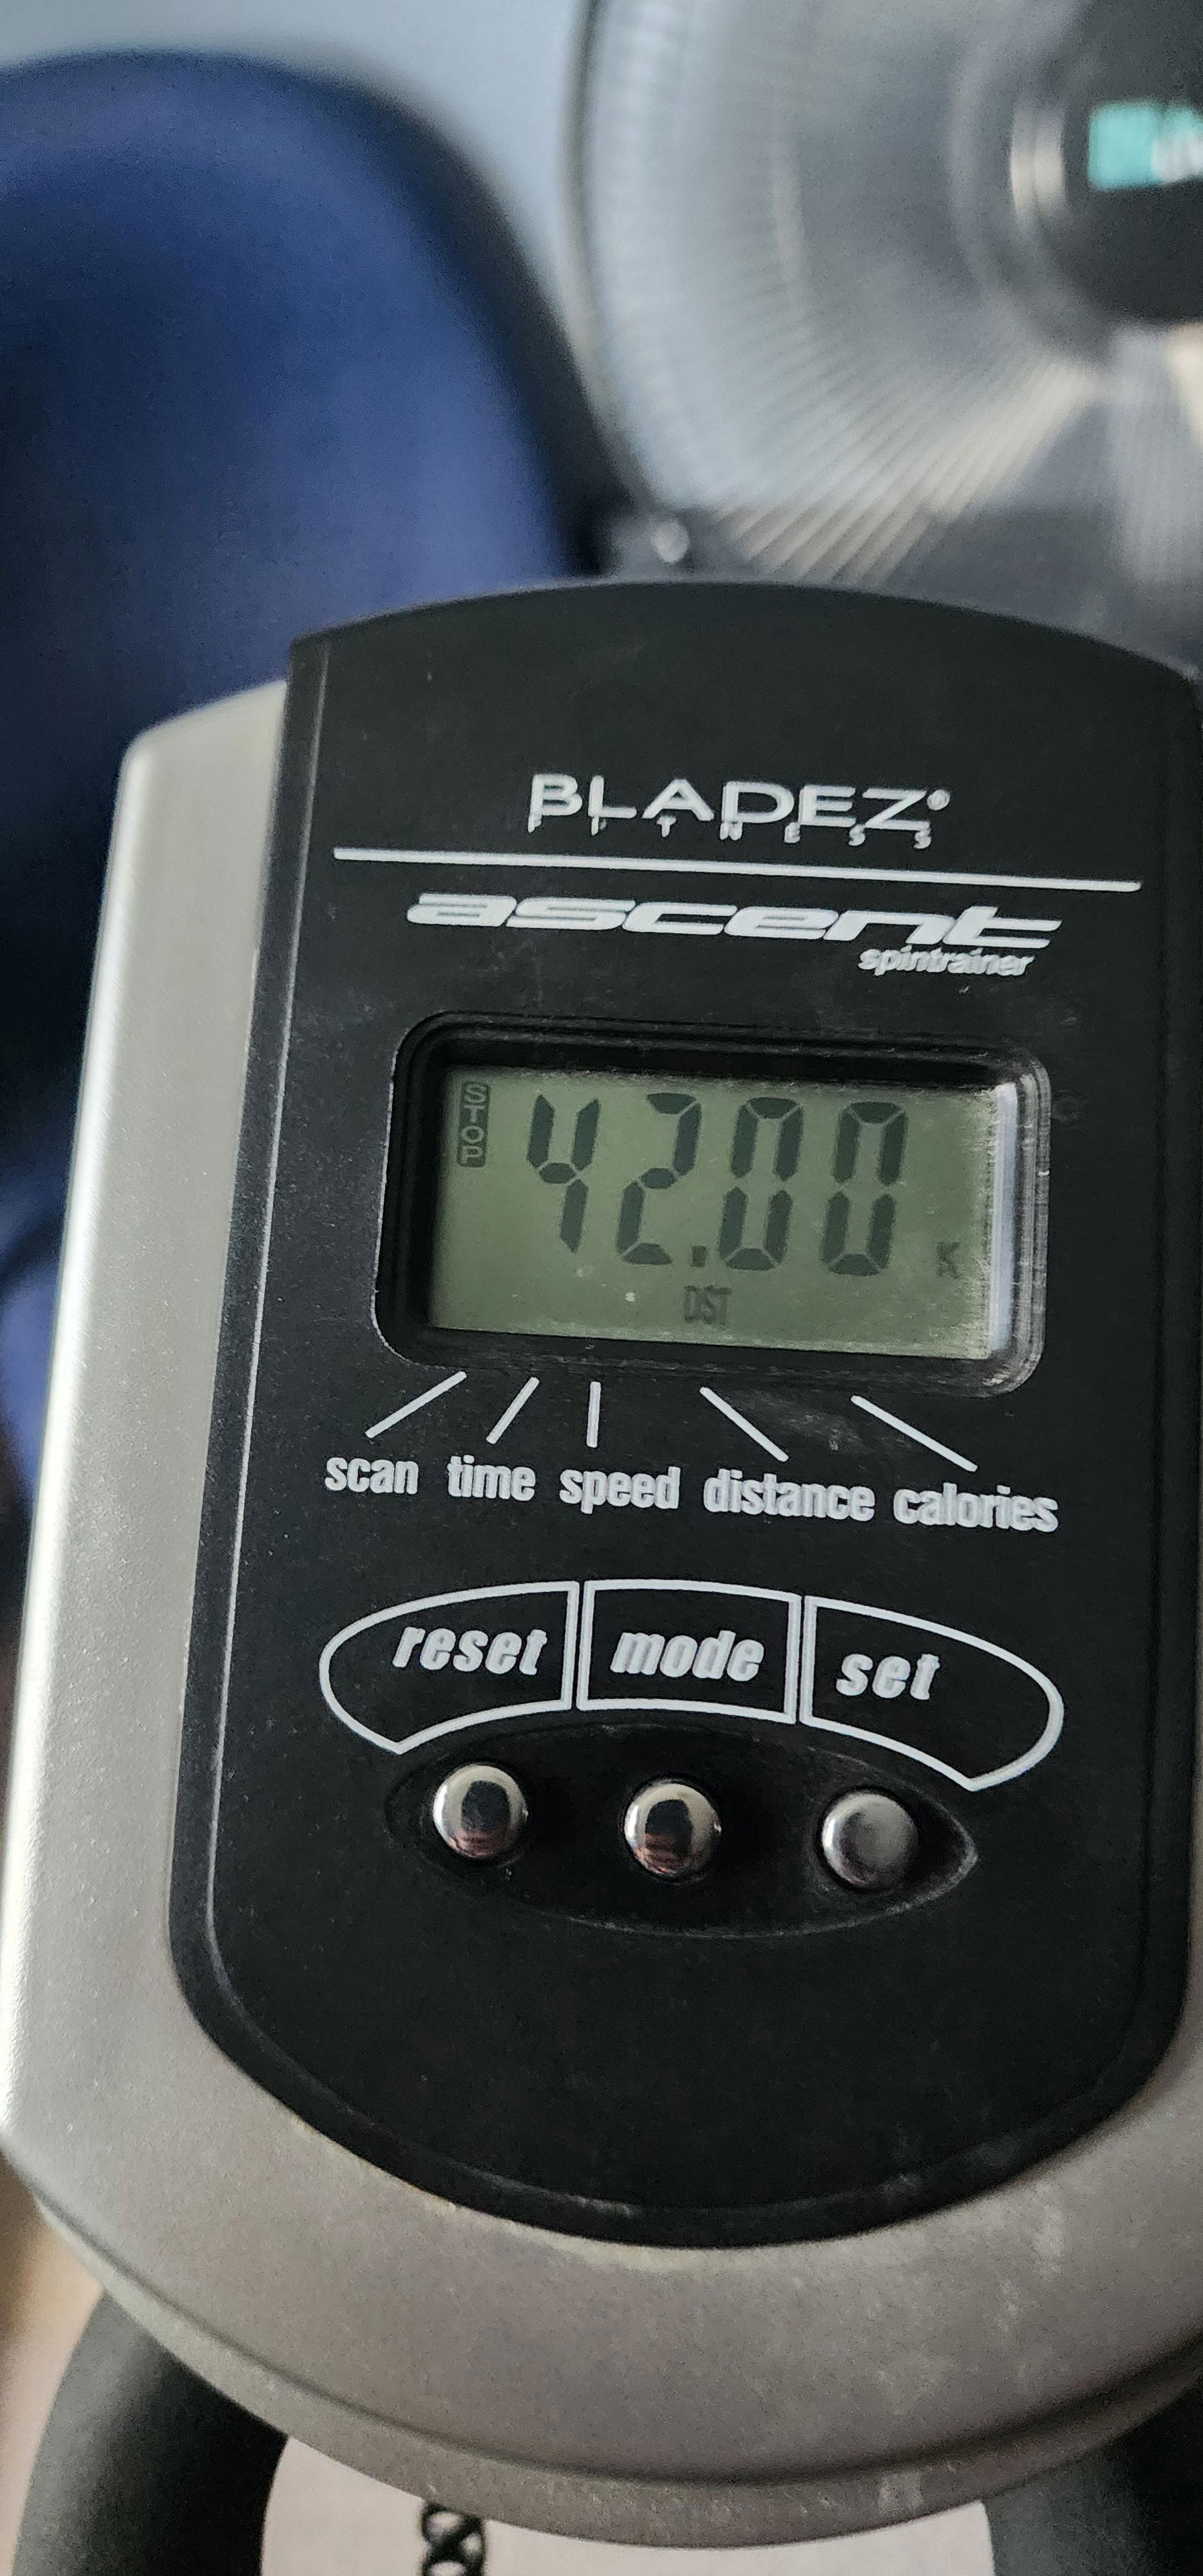 BLADEZ®
FITNESS
ascent
spintrainer
STOP
42.00
K
DST
scan time speed distance calories
reset mode set